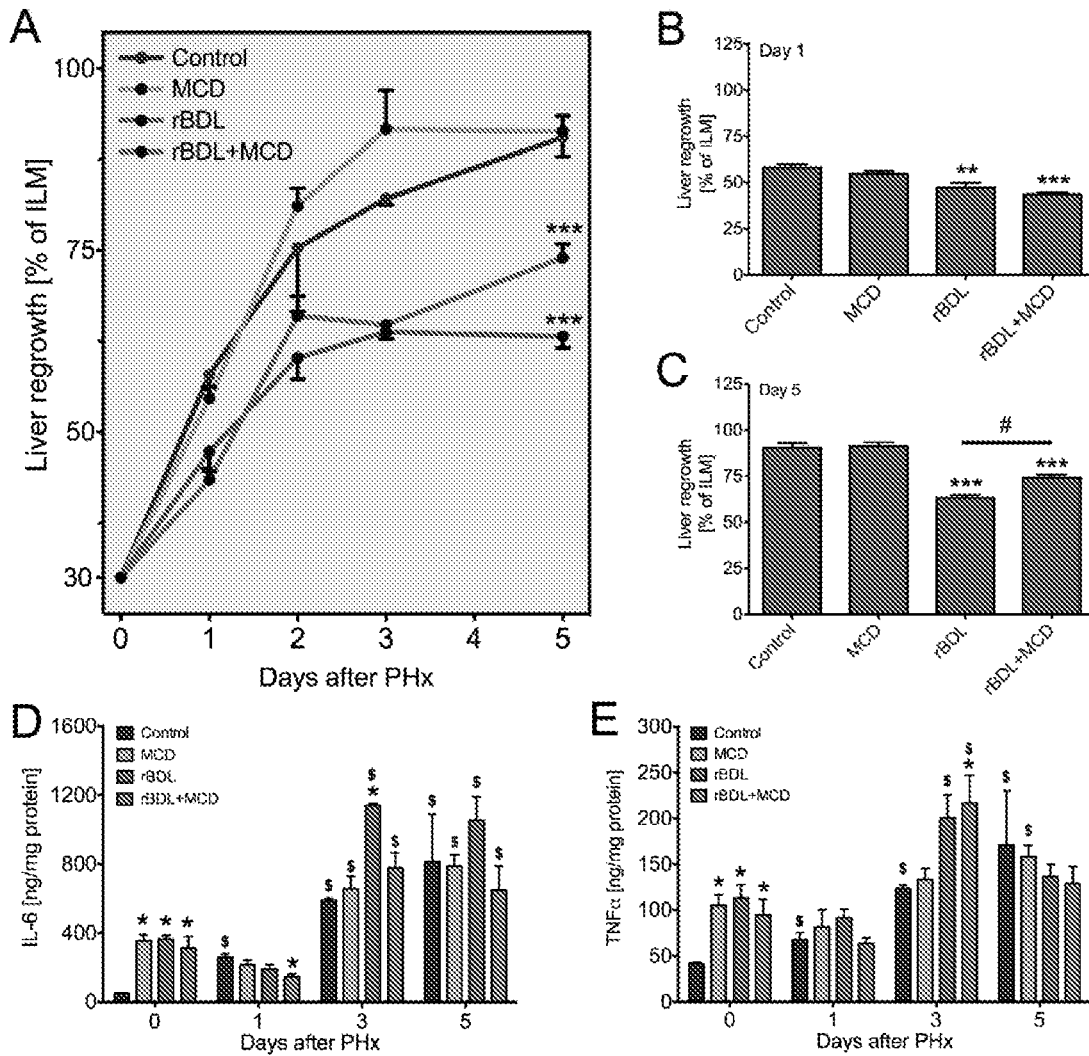 A
Liver regrowth [% of ILM]
100
75
50
30
Control
MCD
rBDL
rBDL+MCD
***
***
0 1 2 3 4 5
Days after PHx
B
Day 1
Liver regrowth
[% of ILM]
125
100
75
50
25
0
** ***
Control MCD rBDL rBDL+MCD
C
Day 5
Liver regrowth
[% of ILM]
125
100
75
50
25
0
#
*** ***
Control MCD rBDL rBDL+MCD
D
IL-6 [ng/mg protein]
1600
1200
800
400
0
Control
MCD
rBDL
rBDL+MCD
* * *
$ *
$ $ $ * $
$ $ $ $
0 1 3 5
Days after PHx
E
TNFα [ng/mg protein]
300
250
200
150
100
50
0
Control
MCD
rBDL
rBDL+MCD
* * *
$
$ $ $ *
$ $
0 1 3 5
Days after PHx